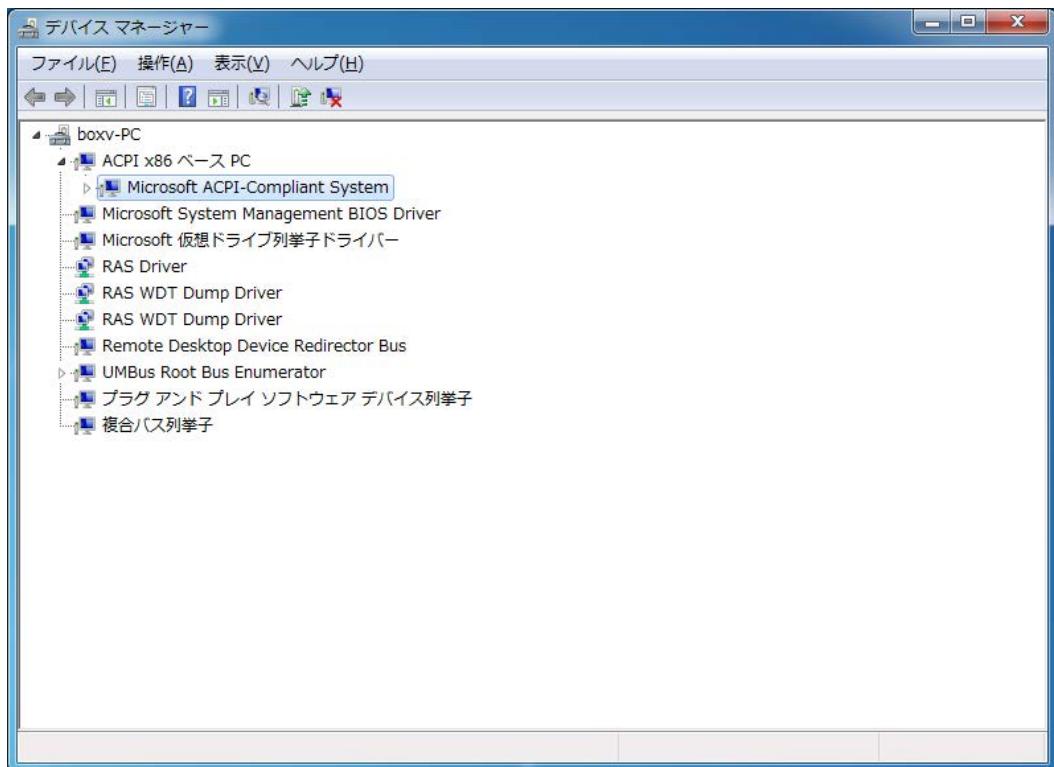 デバイス マネージャー
ファイル(F) 操作(A) 表示(V) ヘルプ(H)
boxv-PC
ACPI x86 ベース PC
Microsoft ACPI-Compliant System
Microsoft System Management BIOS Driver
Microsoft 仮想ドライブ列挙子ドライバー
RAS Driver
RAS WDT Dump Driver
RAS WDT Dump Driver
Remote Desktop Device Redirector Bus
UMBus Root Bus Enumerator
プラグ アンド プレイ ソフトウェア デバイス列挙子
複合バス列挙子